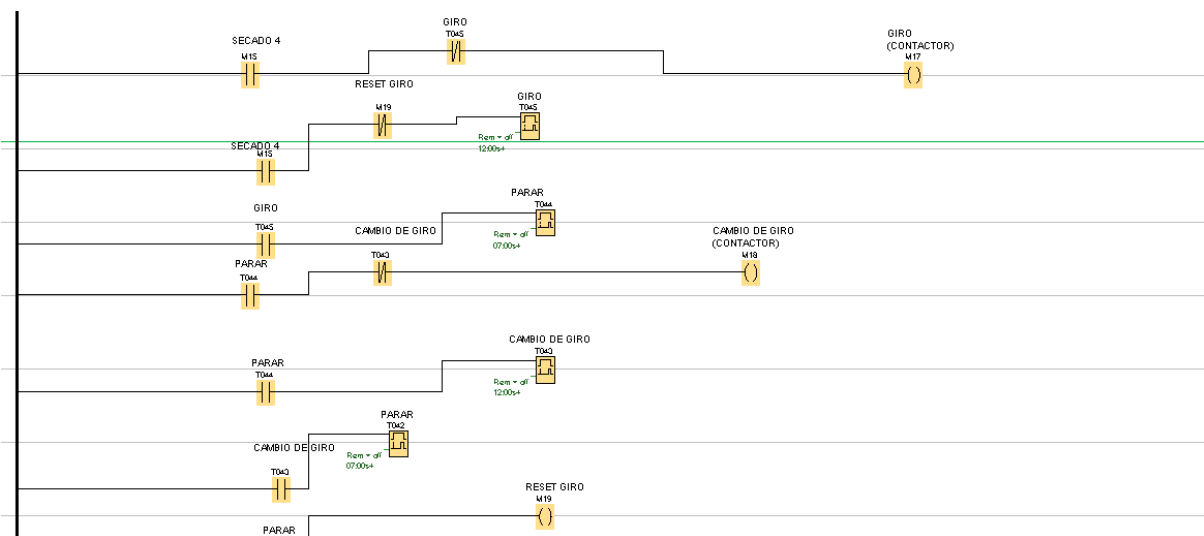 GIRO
T045
SECADO 4
M15
GIRO
(CONTACTOR)
M17
RESET GIRO
M19
GIRO
T045
Rem = off
12:00s+
SECADO 4
M15
PARAR
T044
Rem = off
07:00s+
GIRO
T045
CAMBIO DE GIRO
T043
CAMBIO DE GIRO
(CONTACTOR)
M18
PARAR
T044
CAMBIO DE GIRO
T043
Rem = off
12:00s+
PARAR
T044
PARAR
T042
Rem = off
07:00s+
CAMBIO DE GIRO
T043
RESET GIRO
M19
PARAR